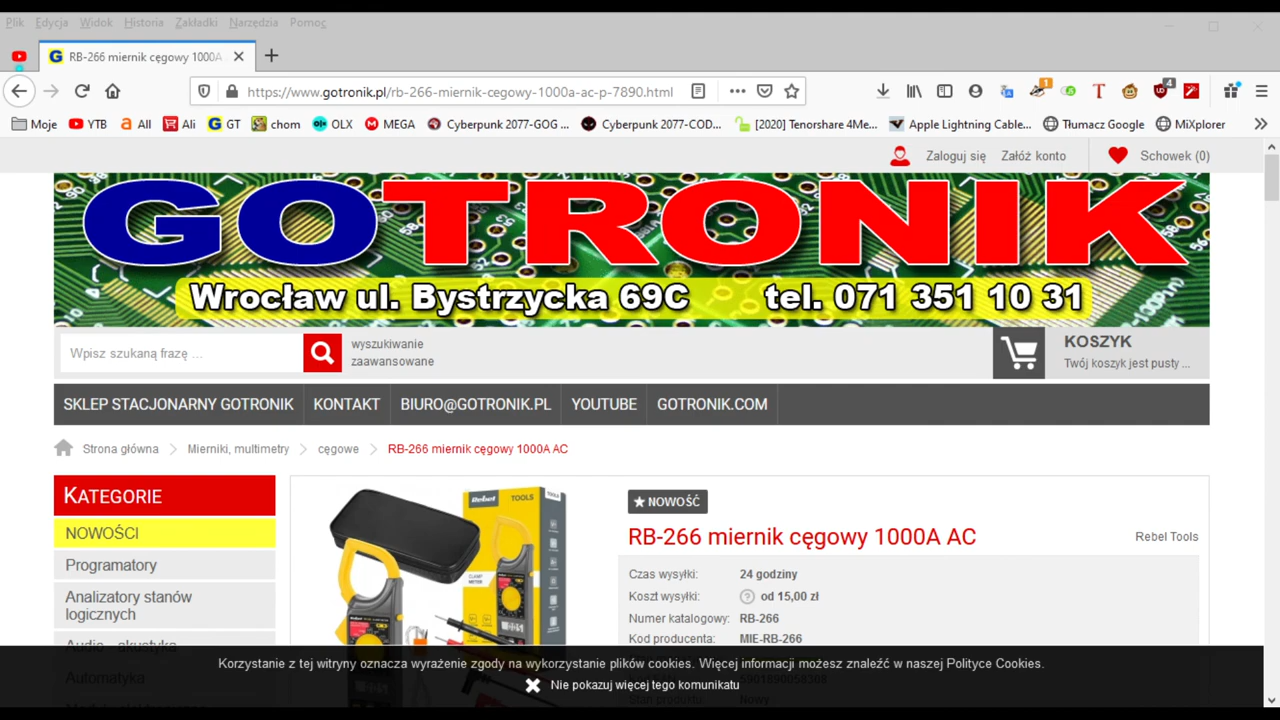 Plik Edycja Widok Historia Zakładki Narzędzia Pomoc
RB-266 miernik cęgowy 1000A
https://www.gotronik.pl/rb-266-miernik-cegowy-1000a-ac-p-7890.html
1
4
Moje YTB All Ali GT chom OLX MEGA Cyberpunk 2077-GOG ... Cyberpunk 2077-COD... [2020] Tenorshare 4Me... Apple Lightning Cable... Tłumacz Google MiXplorer
Zaloguj się Załóż konto Schowek (0)
GOTRONIK
Wrocław ul. Bystrzycka 69C tel. 071 351 10 31
Wpisz szukaną frazę ...
wyszukiwanie
zaawansowane
KOSZYK
Twój koszyk jest pusty ...
SKLEP STACJONARNY GOTRONIK KONTAKT BIURO@GOTRONIK.PL YOUTUBE GOTRONIK.COM
Strona główna Mierniki, multimetry cęgowe RB-266 miernik cęgowy 1000A AC
KATEGORIE
NOWOŚCI
Programatory
Analizatory stanów
logicznych
Audio - akustyka
Automatyka
Rebel TOOLS
TOOLS
CLAMP
METER
NOWOŚĆ
RB-266 miernik cęgowy 1000A AC
Rebel Tools
Czas wysyłki: 24 godziny
Koszt wysyłki: od 15,00 zł
Numer katalogowy: RB-266
Kod producenta: MIE-RB-266
Stan produktu: Nowy
Korzystanie z tej witryny oznacza wyrażenie zgody na wykorzystanie plików cookies. Więcej informacji możesz znaleźć w naszej Polityce Cookies.
Nie pokazuj więcej tego komunikatu